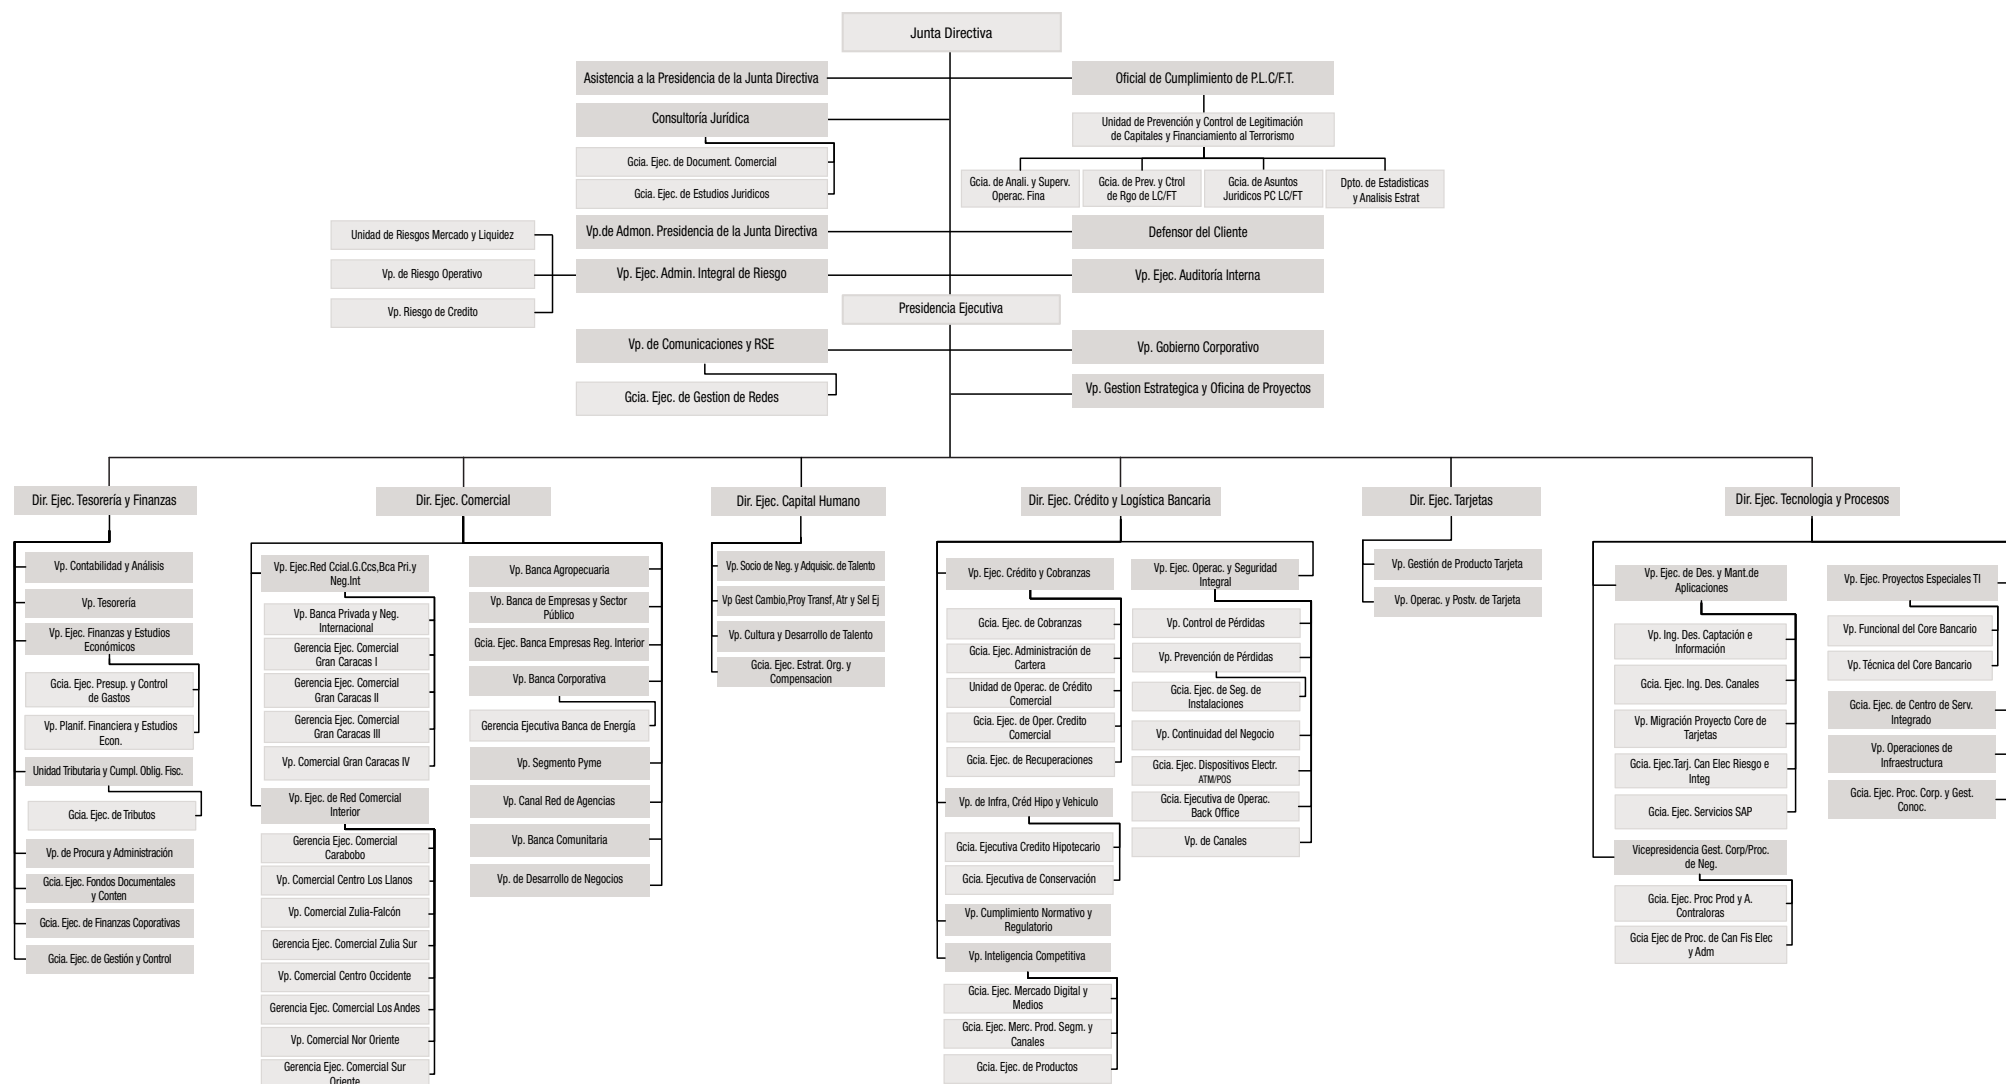 Junta Directiva
Asistencia a la Presidencia de la Junta Directiva
Oficial de Cumplimiento de P.L.C/F.T.
Consultoría Jurídica
Unidad de Prevención y Control de Legitimación
de Capitales y Financiamiento al Terrorismo
Gcia. Ejec. de Document. Comercial
Gcia. Ejec. de Estudios Juridicos
Gcia. de Anali. y Superv.
Operac. Fina
Gcia. de Prev. y Ctrol
de Rgo de LC/FT
Gcia. de Asuntos
Juridicos PC LC/FT
Dpto. de Estadisticas
y Analisis Estrat
Vp.de Admon. Presidencia de la Junta Directiva
Defensor del Cliente
Unidad de Riesgos Mercado y Liquidez
Vp. de Riesgo Operativo
Vp. Riesgo de Credito
Vp. Ejec. Admin. Integral de Riesgo
Vp. Ejec. Auditoría Interna
Presidencia Ejecutiva
Vp. de Comunicaciones y RSE
Vp. Gobierno Corporativo
Gcia. Ejec. de Gestion de Redes
Vp. Gestion Estrategica y Oficina de Proyectos
Dir. Ejec. Tesorería y Finanzas
Vp. Contabilidad y Análisis
Vp. Tesorería
Vp. Ejec. Finanzas y Estudios
Económicos
Gcia. Ejec. Presup. y Control
de Gastos
Vp. Planif. Financiera y Estudios
Econ.
Unidad Tributaria y Cumpl. Oblig. Fisc.
Gcia. Ejec. de Tributos
Vp. de Procura y Administración
Gcia. Ejec. Fondos Documentales
y Conten
Gcia. Ejec. de Finanzas Coporativas
Gcia. Ejec. de Gestión y Control
Dir. Ejec. Comercial
Vp. Ejec.Red Ccial.G.Ccs,Bca Pri.y
Neg.Int
Vp. Banca Privada y Neg.
Internacional
Gerencia Ejec. Comercial
Gran Caracas I
Gerencia Ejec. Comercial
Gran Caracas II
Gerencia Ejec. Comercial
Gran Caracas III
Vp. Comercial Gran Caracas IV
Vp. Ejec. de Red Comercial
Interior
Gerencia Ejec. Comercial
Carabobo
Vp. Comercial Centro Los Llanos
Vp. Comercial Zulia-Falcón
Gerencia Ejec. Comercial Zulia Sur
Vp. Comercial Centro Occidente
Gerencia Ejec. Comercial Los Andes
Vp. Comercial Nor Oriente
Gerencia Ejec. Comercial Sur
Oriente
Vp. Banca Agropecuaria
Vp. Banca de Empresas y Sector
Público
Gcia. Ejec. Banca Empresas Reg. Interior
Vp. Banca Corporativa
Gerencia Ejecutiva Banca de Energía
Vp. Segmento Pyme
Vp. Canal Red de Agencias
Vp. Banca Comunitaria
Vp. de Desarrollo de Negocios
Dir. Ejec. Capital Humano
Vp. Socio de Neg. y Adquisic. de Talento
Vp Gest Cambio,Proy Transf, Atr y Sel Ej
Vp. Cultura y Desarrollo de Talento
Gcia. Ejec. Estrat. Org. y
Compensacion
Dir. Ejec. Crédito y Logística Bancaria
Vp. Ejec. Crédito y Cobranzas
Gcia. Ejec. de Cobranzas
Gcia. Ejec. Administración de
Cartera
Unidad de Operac. de Crédito
Comercial
Gcia. Ejec. de Oper. Credito
Comercial
Gcia. Ejec. de Recuperaciones
Vp. de Infra, Créd Hipo y Vehiculo
Gcia. Ejecutiva Credito Hipotecario
Gcia. Ejecutiva de Conservación
Vp. Cumplimiento Normativo y
Regulatorio
Vp. Inteligencia Competitiva
Gcia. Ejec. Mercado Digital y
Medios
Gcia. Ejec. Merc. Prod. Segm. y
Canales
Gcia. Ejec. de Productos
Vp. Ejec. Operac. y Seguridad
Integral
Vp. Control de Pérdidas
Vp. Prevención de Pérdidas
Gcia. Ejec. de Seg. de
Instalaciones
Vp. Continuidad del Negocio
Gcia. Ejec. Dispositivos Electr.
ATM/POS
Gcia. Ejecutiva de Operac.
Back Office
Vp. de Canales
Dir. Ejec. Tarjetas
Vp. Gestión de Producto Tarjeta
Vp. Operac. y Postv. de Tarjeta
Dir. Ejec. Tecnologia y Procesos
Vp. Ejec. de Des. y Mant.de
Aplicaciones
Vp. Ing. Des. Captación e
Información
Gcia. Ejec. Ing. Des. Canales
Vp. Migración Proyecto Core de
Tarjetas
Gcia. Ejec.Tarj. Can Elec Riesgo e
Integ
Gcia. Ejec. Servicios SAP
Vicepresidencia Gest. Corp/Proc.
de Neg.
Gcia. Ejec. Proc Prod y A.
Contraloras
Gcia Ejec de Proc. de Can Fis Elec
y Adm
Vp. Ejec. Proyectos Especiales TI
Vp. Funcional del Core Bancario
Vp. Técnica del Core Bancario
Gcia. Ejec. de Centro de Serv.
Integrado
Vp. Operaciones de
Infraestructura
Gcia. Ejec. Proc. Corp. y Gest.
Conoc.